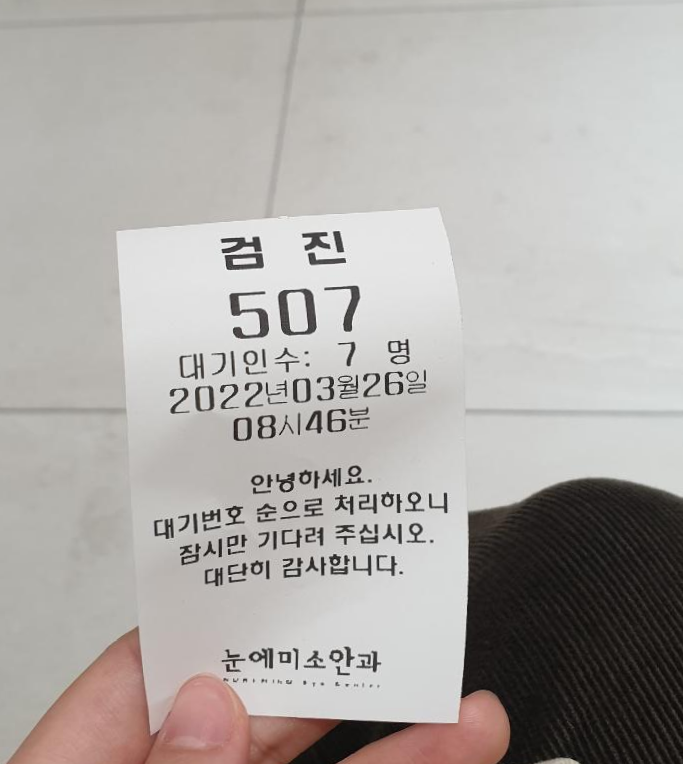 검 진
507
대기인수: 7 명
2022년03월26일
08시46분
안녕하세요.
대기번호 순으로 처리하오니
잠시만 기다려 주십시오.
대단히 감사합니다.
눈에미소안과